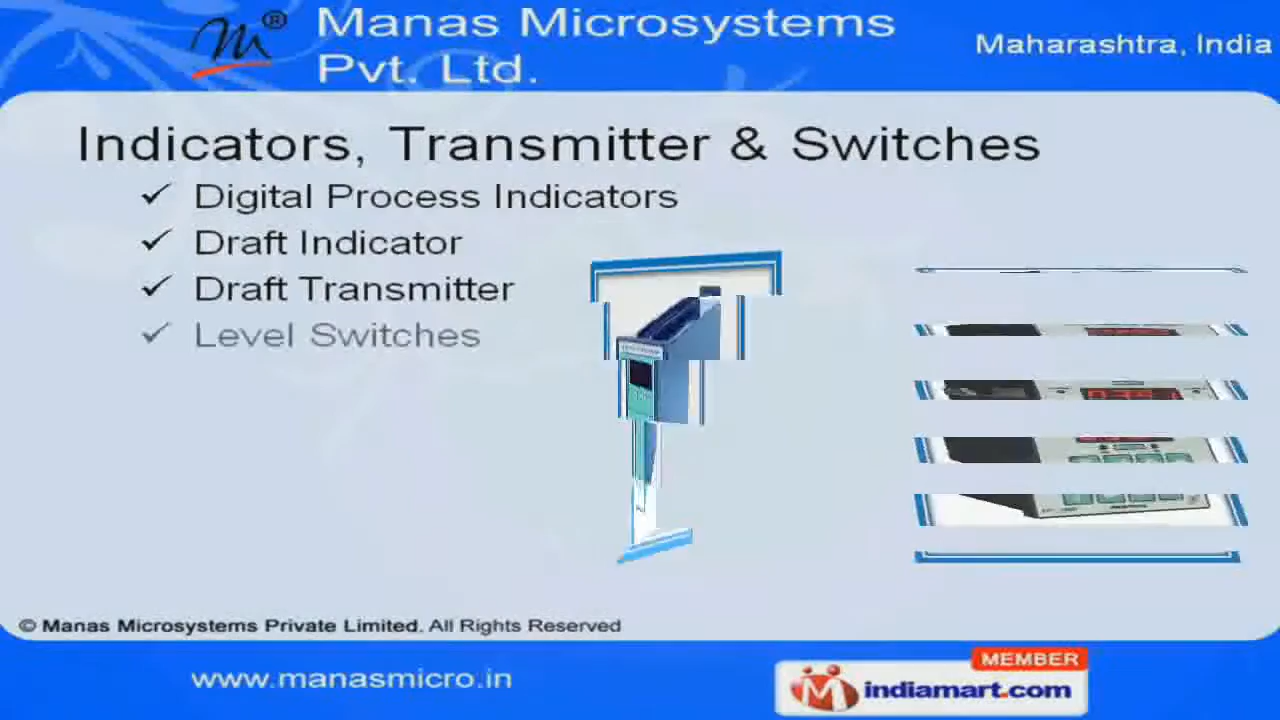 m®
Manas Microsystems
Pvt. Ltd.
Maharashtra, India
Indicators, Transmitter & Switches
✓ Digital Process Indicators
✓ Draft Indicator
✓ Draft Transmitter
✓ Level Switches
© Manas Microsystems Private Limited. All Rights Reserved
www.manasmicro.in
MEMBER
indiamart.com